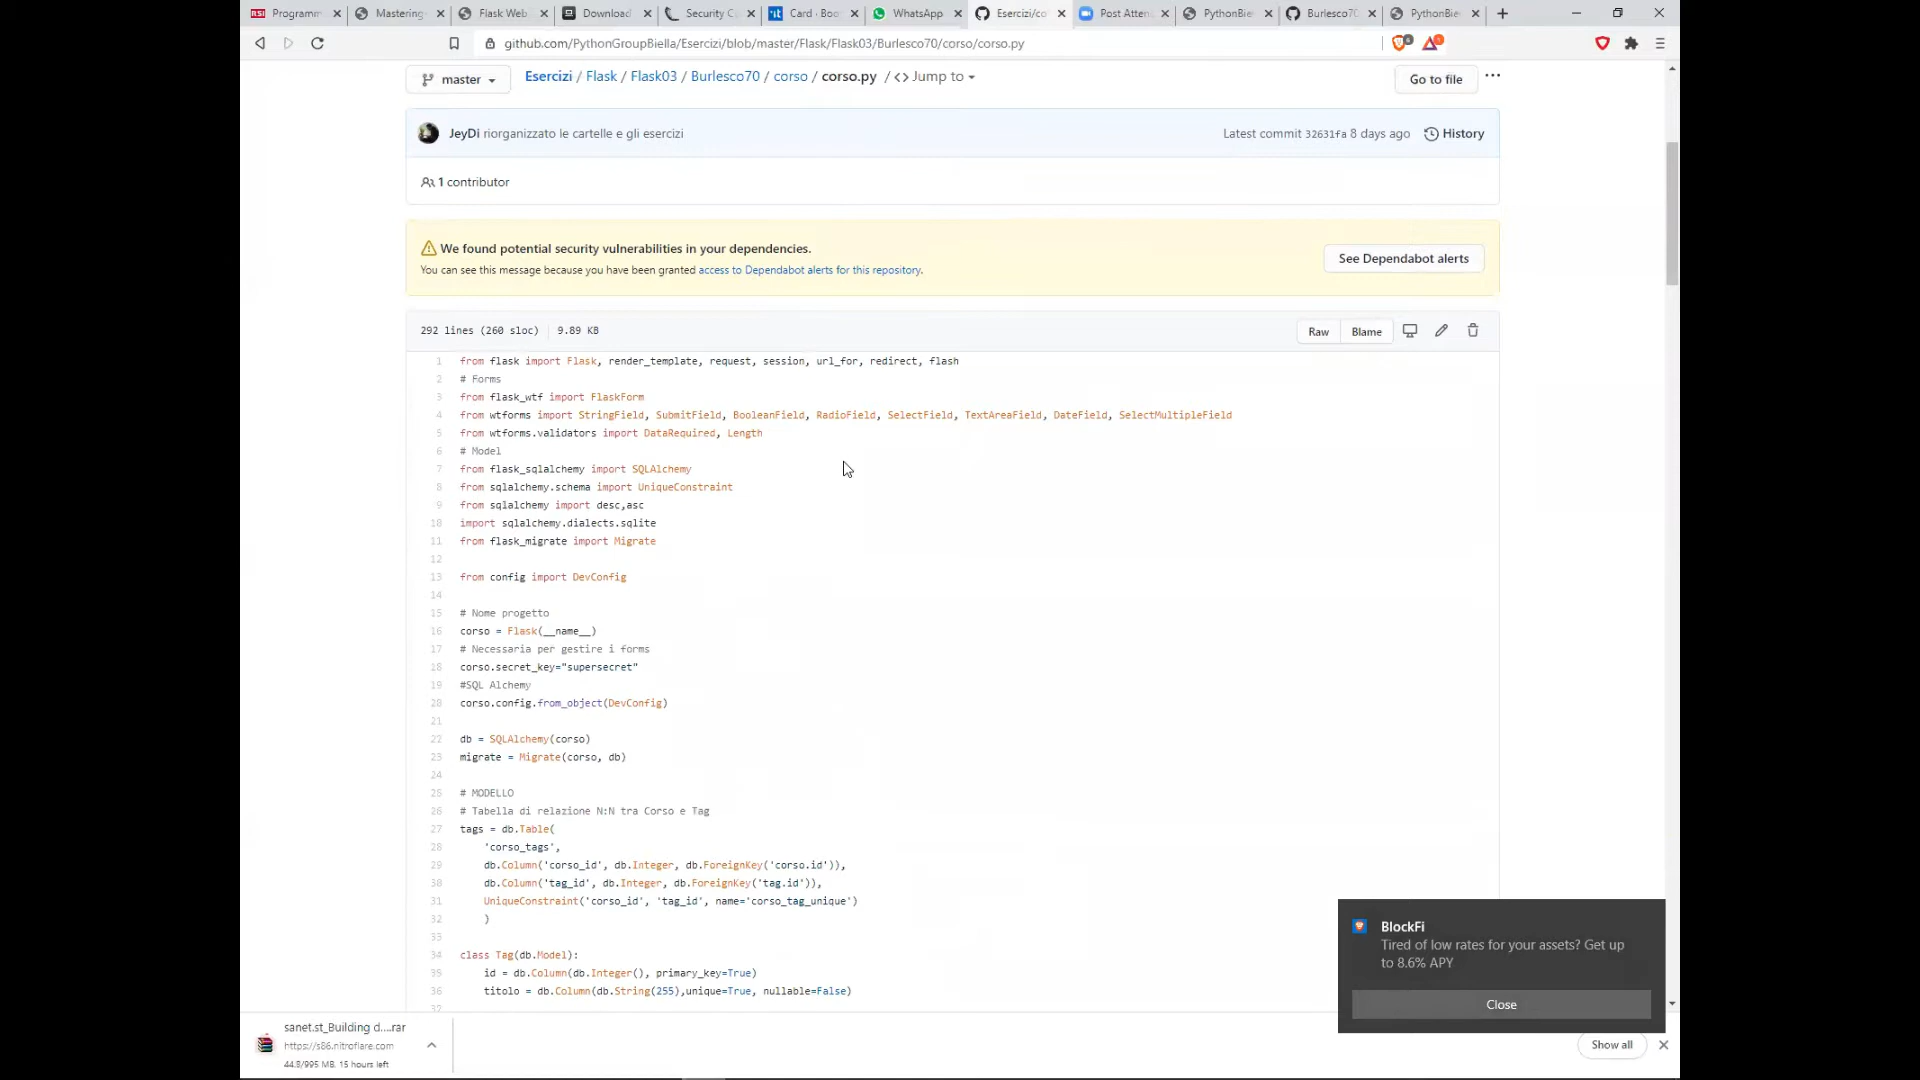 Programm
Mastering
Flask Web
Download
Security C
Card ‹ Boo
WhatsApp
Esercizi/co
Post Atten
PythonBie
Burlesco70
PythonBie
github.com/PythonGroupBiella/Esercizi/blob/master/Flask/Flask03/Burlesco70/corso/corso.py
master
Esercizi / Flask / Flask03 / Burlesco70 / corso / corso.py / <> Jump to
Go to file
JeyDi riorganizzato le cartelle e gli esercizi
Latest commit 32631fa 8 days ago
History
1 contributor
We found potential security vulnerabilities in your dependencies.
You can see this message because you have been granted access to Dependabot alerts for this repository.
See Dependabot alerts
292 lines (260 sloc) 9.89 KB
Raw Blame
1 from flask import Flask, render_template, request, session, url_for, redirect, flash
2 # Forms
3 from flask_wtf import FlaskForm
4 from wtforms import StringField, SubmitField, BooleanField, RadioField, SelectField, TextAreaField, DateField, SelectMultipleField
5 from wtforms.validators import DataRequired, Length
6 # Model
7 from flask_sqlalchemy import SQLAlchemy
8 from sqlalchemy.schema import UniqueConstraint
9 from sqlalchemy import desc,asc
10 import sqlalchemy.dialects.sqlite
11 from flask_migrate import Migrate
12
13 from config import DevConfig
14
15 # Nome progetto
16 corso = Flask(__name__)
17 # Necessaria per gestire i forms
18 corso.secret_key="supersecret"
19 #SQL Alchemy
20 corso.config.from_object(DevConfig)
21
22 db = SQLAlchemy(corso)
23 migrate = Migrate(corso, db)
24
25 # MODELLO
26 # Tabella di relazione N:N tra Corso e Tag
27 tags = db.Table(
28 'corso_tags',
29 db.Column('corso_id', db.Integer, db.ForeignKey('corso.id')),
30 db.Column('tag_id', db.Integer, db.ForeignKey('tag.id')),
31 UniqueConstraint('corso_id', 'tag_id', name='corso_tag_unique')
32 )
33
34 class Tag(db.Model):
35 id = db.Column(db.Integer(), primary_key=True)
36 titolo = db.Column(db.String(255),unique=True, nullable=False)
BlockFi
Tired of low rates for your assets? Get up
to 8.6% APY
Close
sanet.st_Building d....rar
https://s86.nitroflare.com
44.8/995 MB, 15 hours left
Show all